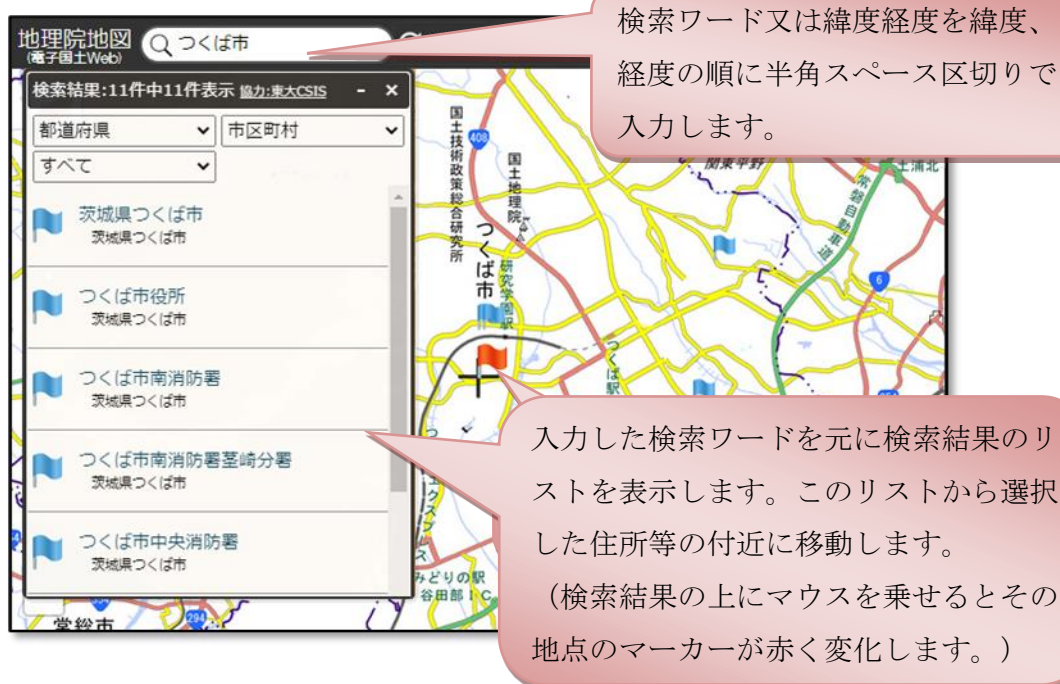 地理院地図
(電子国土Web)
つくば市
検索ワード又は緯度経度を緯度、
経度の順に半角スペース区切りで
入力します。
検索結果:11件中11件表示 協力:東大CSIS - ×
都道府県
市区町村
すべて
茨城県つくば市
茨城県つくば市
つくば市役所
茨城県つくば市
つくば市南消防署
茨城県つくば市
つくば市南消防署茎崎分署
茨城県つくば市
つくば市中央消防署
茨城県つくば市
国土技術政策総合研究所
408
国土地理院
つくば市
研究学園駅
つくば駅
関東平野
土浦北
常磐自動車道
6
みどりの駅
谷田部IC
常総市
294
入力した検索ワードを元に検索結果のリ
ストを表示します。このリストから選択
した住所等の付近に移動します。
(検索結果の上にマウスを乗せるとその
地点のマーカーが赤く変化します。)